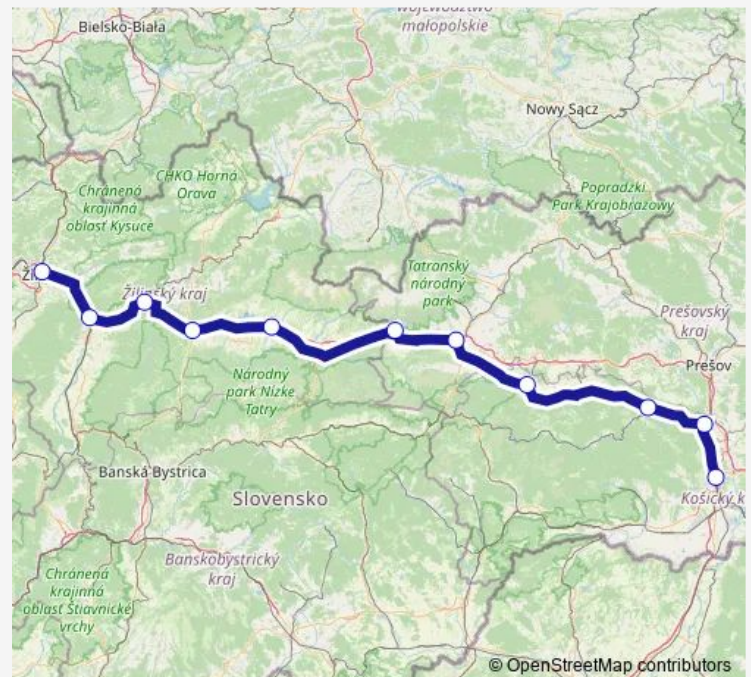 województwo
małopolskie
Bielsko-Biała
Nowy Sącz
CHKO Horná
Orava
Chránená
krajinná
oblasť Kysuce
Popradzki
Park Krajobrazowy
Tatranský
národný
park
Žilinský kraj
Prešovský
kraj
Prešov
Národný
park Nízke
Tatry
Banská Bystrica
Slovensko
Košický k
Banskobystrický
kraj
Chránená
krajinná
oblasť Štiavnické
vrchy
© OpenStreetMap contributors